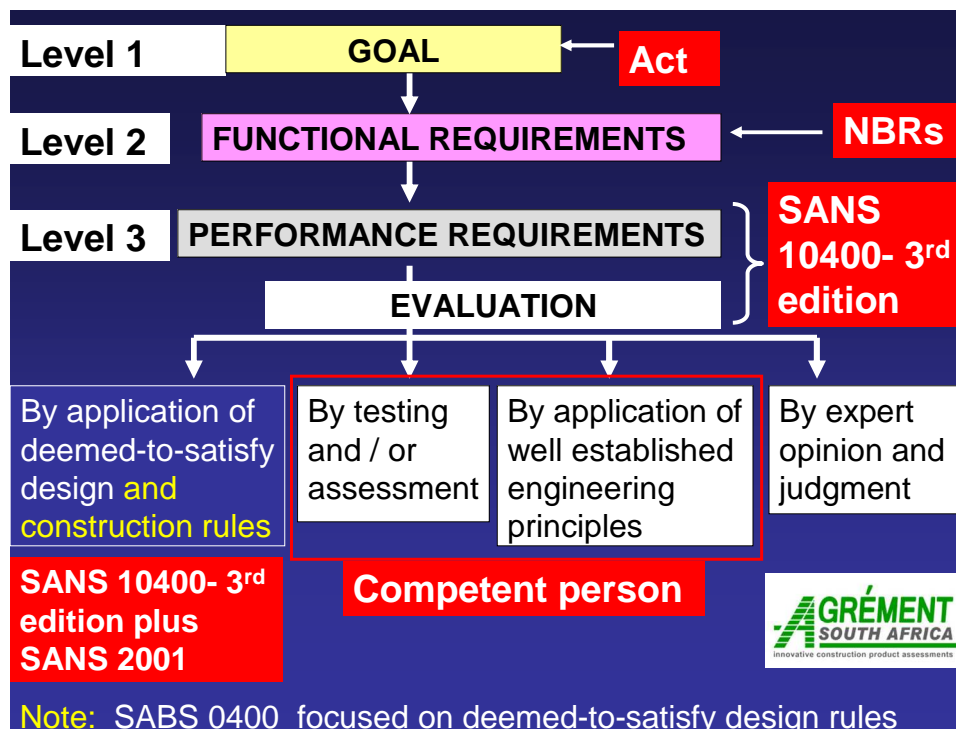 Level 1
GOAL
Act
Level 2
FUNCTIONAL REQUIREMENTS
NBRs
Level 3
PERFORMANCE REQUIREMENTS
SANS
10400- 3rd
edition
EVALUATION
By application of
deemed-to-satisfy
design and
construction rules
By testing
and / or
assessment
By application of
well established
engineering
principles
By expert
opinion and
judgment
SANS 10400- 3rd
edition plus
SANS 2001
Competent person
AGRÉMENT
SOUTH AFRICA
innovative construction product assessments
Note: SABS 0400 focused on deemed-to-satisfy design rules